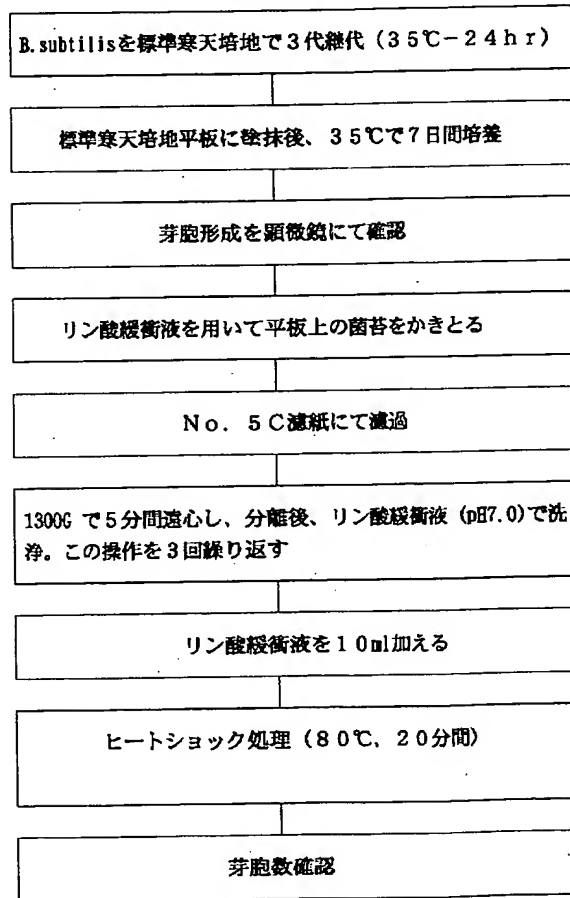 B.subtilisを標準寒天培地で3代継代（35℃－24hr）
標準寒天培地平板に塗抹後、35℃で7日間培養
芽胞形成を顕微鏡にて確認
リン酸緩衝液を用いて平板上の菌苔をかきとる
No．5C濾紙にて濾過
1300G で5分間遠心し、分離後、リン酸緩衝液 (pH7.0)で洗
浄。この操作を3回繰り返す
リン酸緩衝液を10ml加える
ヒートショック処理（80℃，20分間）
芽胞数確認